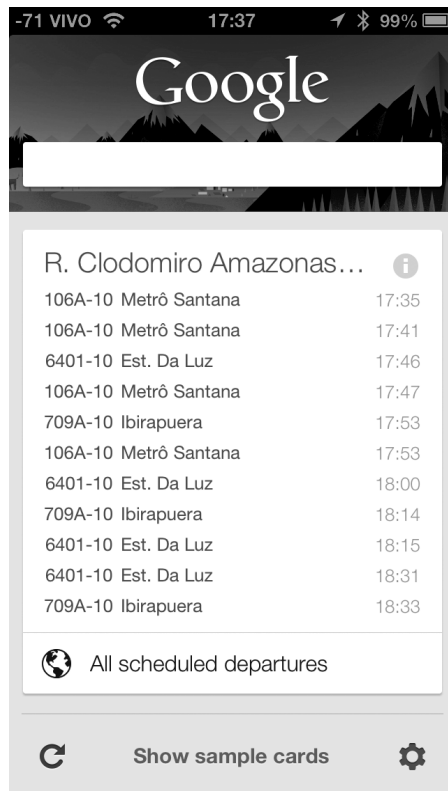 -71 VIVO 17:37 99%
Google
R. Clodomiro Amazonas…
106A-10 Metrô Santana 17:35
106A-10 Metrô Santana 17:41
6401-10 Est. Da Luz 17:46
106A-10 Metrô Santana 17:47
709A-10 Ibirapuera 17:53
106A-10 Metrô Santana 17:53
6401-10 Est. Da Luz 18:00
709A-10 Ibirapuera 18:14
6401-10 Est. Da Luz 18:15
6401-10 Est. Da Luz 18:31
709A-10 Ibirapuera 18:33
All scheduled departures
Show sample cards